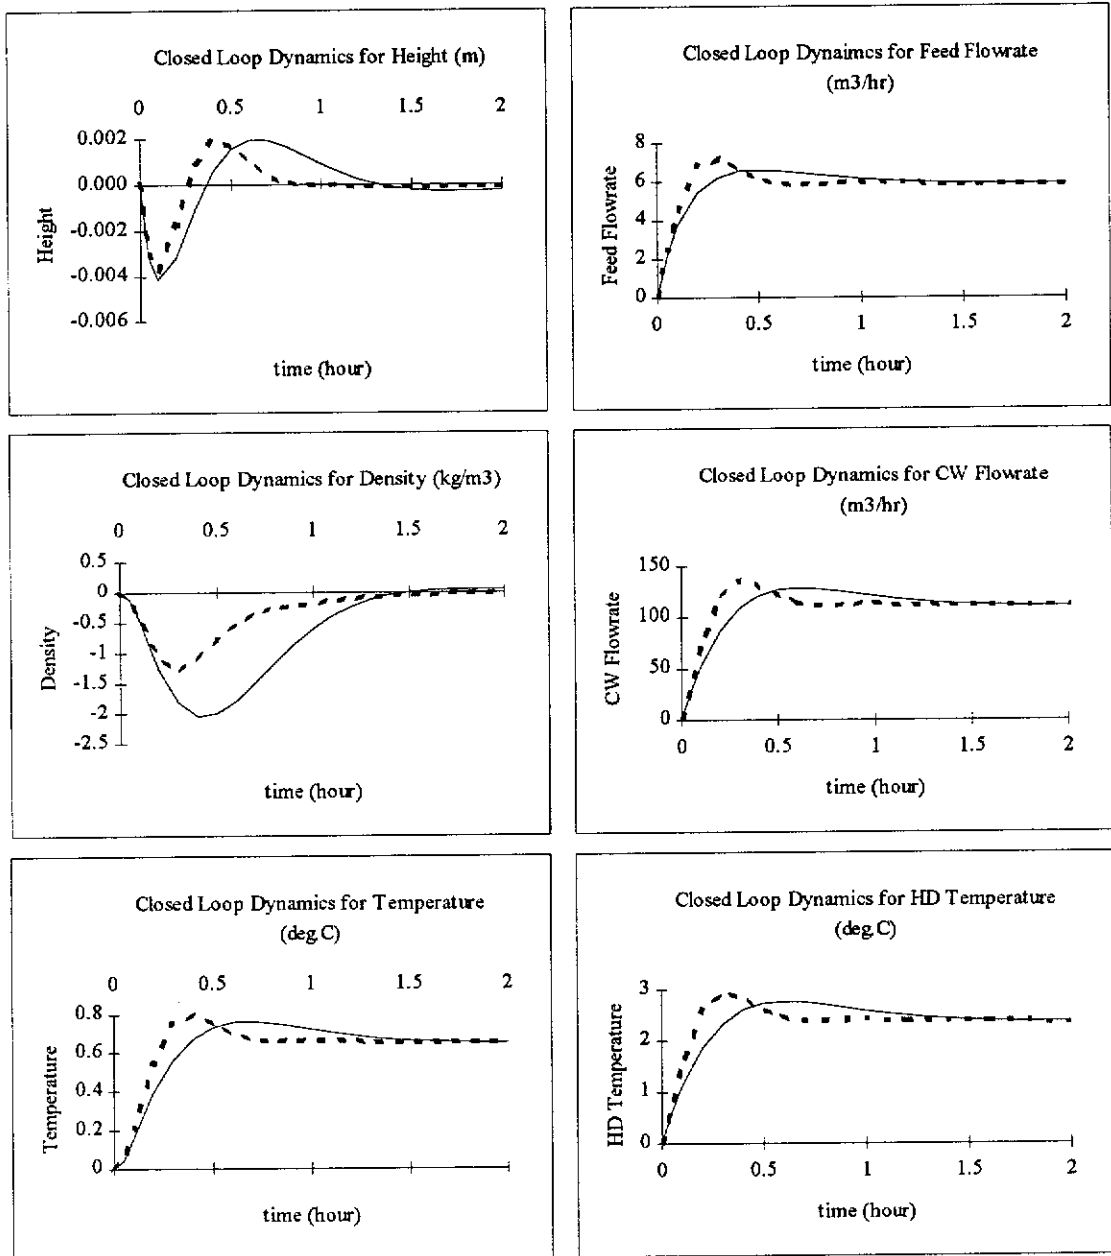 Closed Loop Dynamics for Height (m)
0 0.5 1 1.5 2
0.002
0.000
-0.002
-0.004
-0.006
Height
time (hour)
Closed Loop Dynaimcs for Feed Flowrate
(m3/hr)
8
6
4
2
0
Feed Flowrate
0 0.5 1 1.5 2
time (hour)
Closed Loop Dynamics for Density (kg/m3)
0 0.5 1 1.5 2
0.5
0
-0.5
-1
-1.5
-2
-2.5
Density
time (hour)
Closed Loop Dynamics for CW Flowrate
(m3/hr)
150
100
50
0
CW Flowrate
0 0.5 1 1.5 2
time (hour)
Closed Loop Dynamics for Temperature
(deg.C)
0 0.5 1 1.5 2
0.8
0.6
0.4
0.2
0
Temperature
time (hour)
Closed Loop Dynamics for HD Temperature
(deg.C)
3
2
1
0
HD Temperature
0 0.5 1 1.5 2
time (hour)